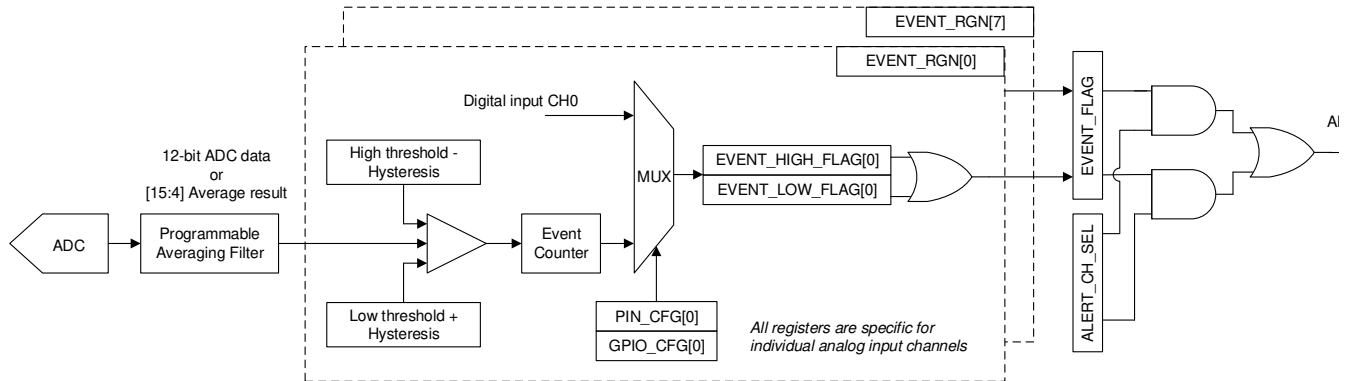 EVENT_RGN[7]
EVENT_RGN[0]
Digital input CH0
12-bit ADC data
or
[15:4] Average result
High threshold -
Hysteresis
MUX
EVENT_HIGH_FLAG[0]
EVENT_LOW_FLAG[0]
EVENT_FLAG
ADC
Programmable
Averaging Filter
Event
Counter
Low threshold +
Hysteresis
PIN_CFG[0]
GPIO_CFG[0]
All registers are specific for
individual analog input channels
ALERT_CH_SEL